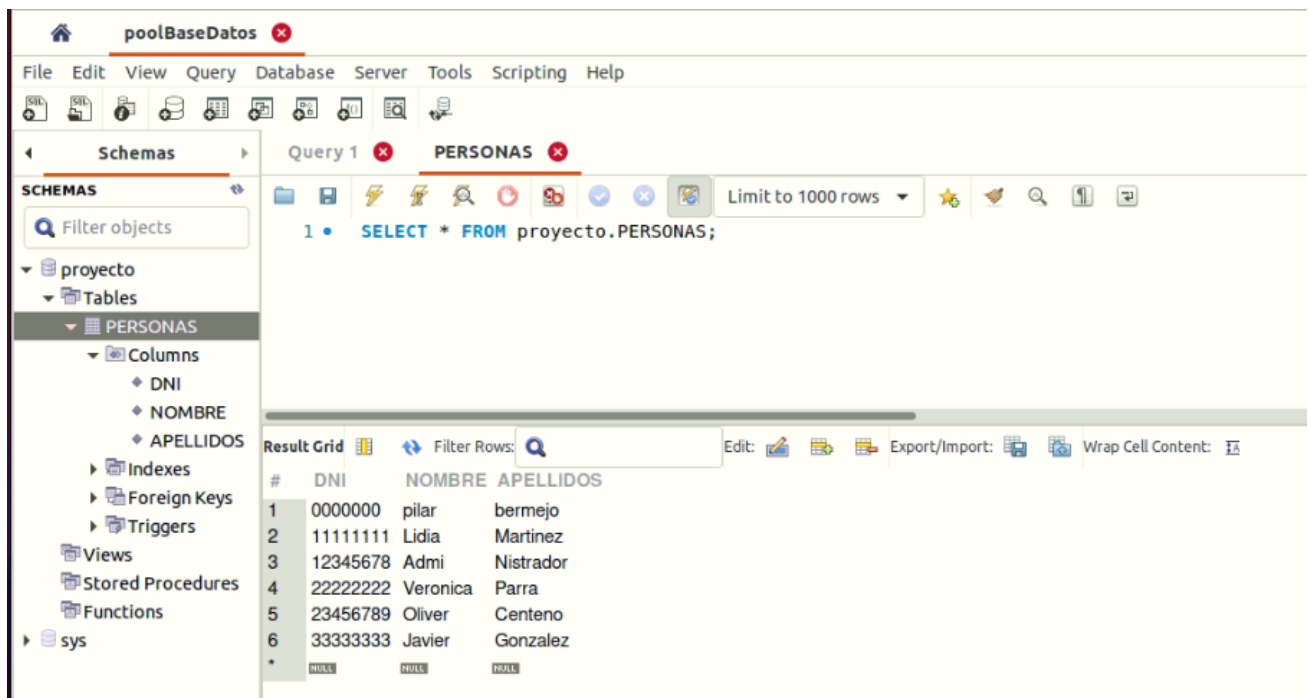 poolBaseDatos
File Edit View Query Database Server Tools Scripting Help
Schemas
Query 1 PERSONAS
SCHEMAS
Limit to 1000 rows
Filter objects
1 SELECT * FROM proyecto.PERSONAS;
proyecto
Tables
PERSONAS
Columns
DNI
NOMBRE
APELLIDOS
Indexes
Foreign Keys
Triggers
Views
Stored Procedures
Functions
sys
Result Grid Filter Rows: Edit: Export/Import: Wrap Cell Content:
# DNI NOMBRE APELLIDOS
1 0000000 pilar bermejo
2 11111111 Lidia Martinez
3 12345678 Admi Nistrador
4 22222222 Veronica Parra
5 23456789 Oliver Centeno
6 33333333 Javier Gonzalez
* NULL NULL NULL